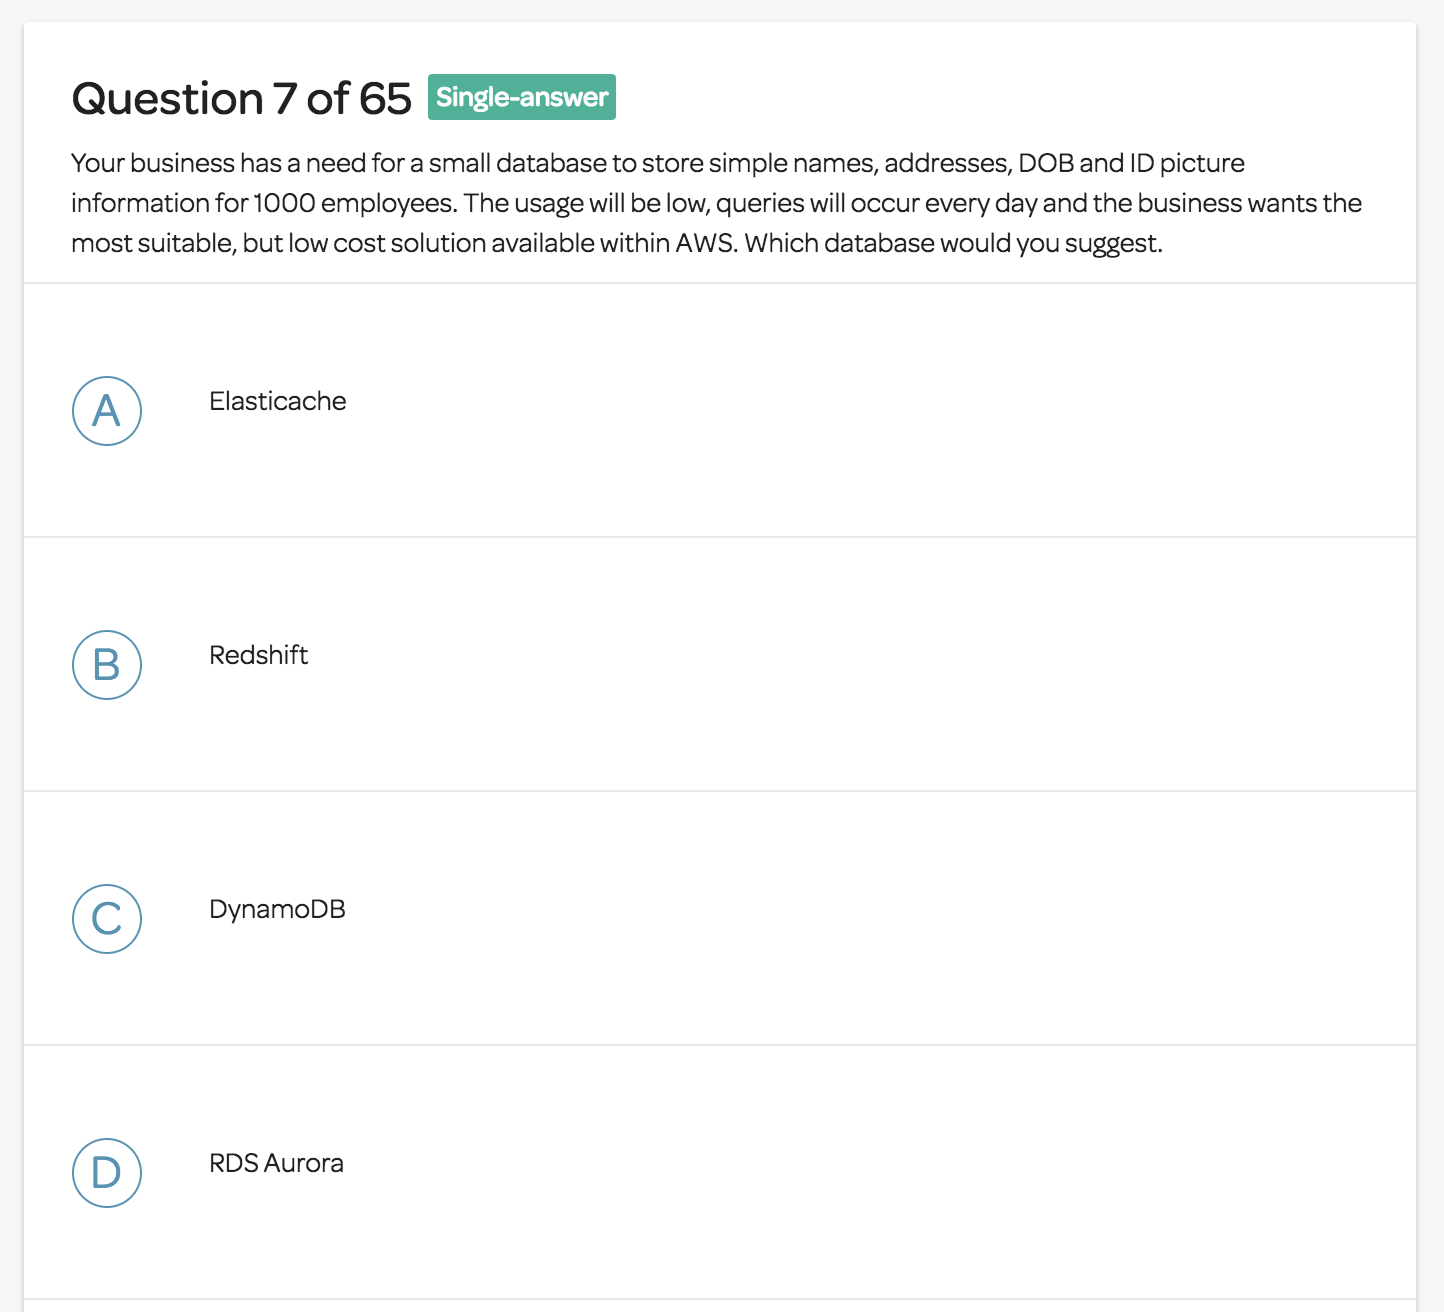 Question 7 of 65 Single-answer
Your business has a need for a small database to store simple names, addresses, DOB and ID picture
information for 1000 employees. The usage will be low, queries will occur every day and the business wants the
most suitable, but low cost solution available within AWS. Which database would you suggest.
A Elasticache
B Redshift
C DynamoDB
D RDS Aurora